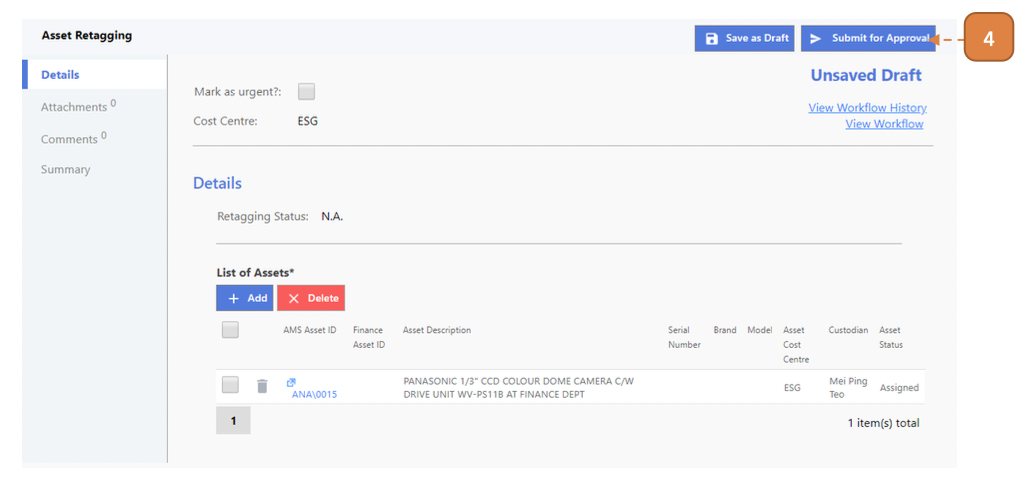 Asset Retagging
Save as Draft
Submit for Approval
4
Details
Attachments 0
Comments 0
Summary
Unsaved Draft
View Workflow History
View Workflow
Mark as urgent?:
Cost Centre: ESG
Details
Retagging Status: N.A.
List of Assets*
+ Add
× Delete
AMS Asset ID
Finance
Asset ID
Asset Description
Serial
Number
Brand
Model
Asset
Cost
Centre
Custodian
Asset
Status
ANA\0015
PANASONIC 1/3" CCD COLOUR DOME CAMERA C/W
DRIVE UNIT WV-PS11B AT FINANCE DEPT
ESG
Mei Ping
Teo
Assigned
1
1 item(s) total